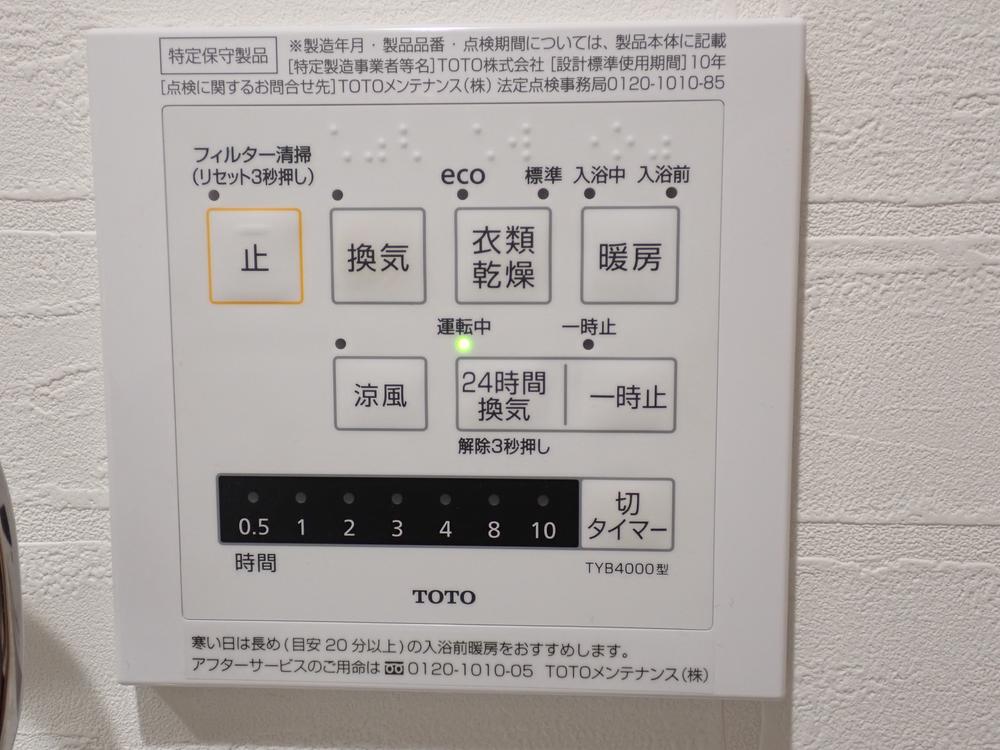 特定保守製品
※製造年月・製品品番・点検期間については、製品本体に記載
[特定製造事業者等名]TOTO株式会社 [設計標準使用期間]10年
[点検に関するお問合せ先]TOTOメンテナンス(株) 法定点検事務局0120-1010-85
フィルター清掃
(リセット3秒押し)
eco 標準 入浴中 入浴前
止
換気
衣類
乾燥
暖房
運転中 一時止
涼風
24時間
換気
一時止
解除3秒押し
0.5 1 2 3 4 8 10
切
タイマー
時間
TYB4000型
TOTO
寒い日は長め(目安20分以上)の入浴前暖房をおすすめします。
アフターサービスのご用命は 0120-1010-05 TOTOメンテナンス(株)